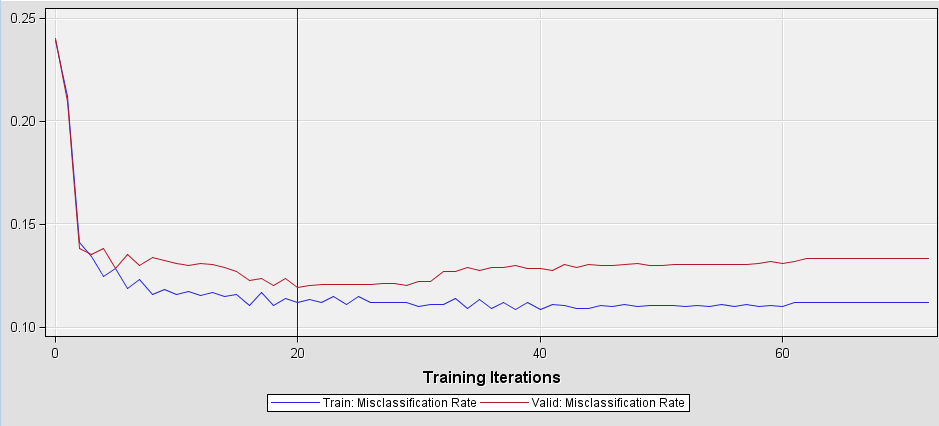 0.25
0.20
0.15
0.10
0 20 40 60
Training Iterations
Train: Misclassification Rate Valid: Misclassification Rate